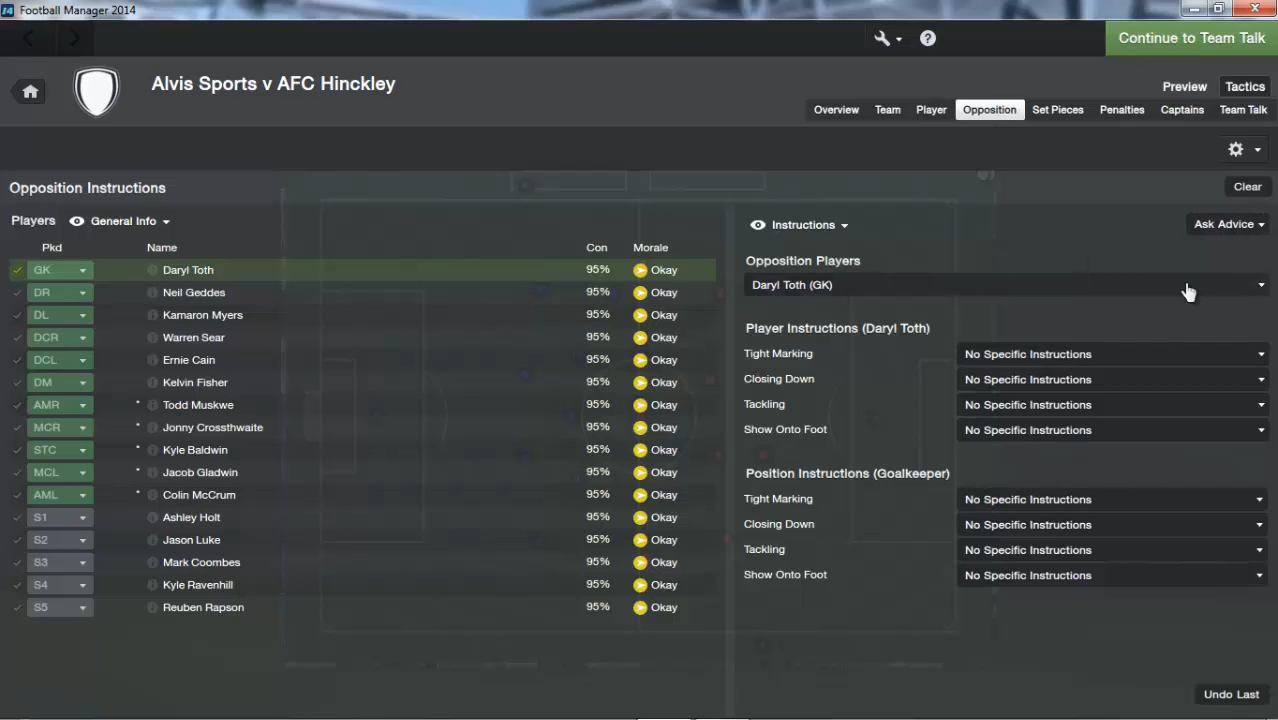 Football Manager 2014
Continue to Team Talk
Alvis Sports v AFC Hinckley
Preview Tactics
Overview Team Player Opposition Set Pieces Penalties Captains Team Talk
Opposition Instructions Clear
Players General Info
Instructions Ask Advice
Pkd Name Con Morale
Opposition Players
GK Daryl Toth 95% Okay
Daryl Toth (GK)
DR Neil Geddes 95% Okay
DL Kamaron Myers 95% Okay
Player Instructions (Daryl Toth)
DCR Warren Sear 95% Okay
Tight Marking No Specific Instructions
DCL Ernie Cain 95% Okay
Closing Down No Specific Instructions
DM Kelvin Fisher 95% Okay
Tackling No Specific Instructions
AMR * Todd Muskwe 95% Okay
Show Onto Foot No Specific Instructions
MCR * Jonny Crossthwaite 95% Okay
STC * Kyle Baldwin 95% Okay
Position Instructions (Goalkeeper)
MCL * Jacob Gladwin 95% Okay
Tight Marking No Specific Instructions
AML * Colin McCrum 95% Okay
Closing Down No Specific Instructions
S1 Ashley Holt 95% Okay
Tackling No Specific Instructions
S2 Jason Luke 95% Okay
Show Onto Foot No Specific Instructions
S3 Mark Coombes 95% Okay
S4 Kyle Ravenhill 95% Okay
S5 Reuben Rapson 95% Okay
Undo Last